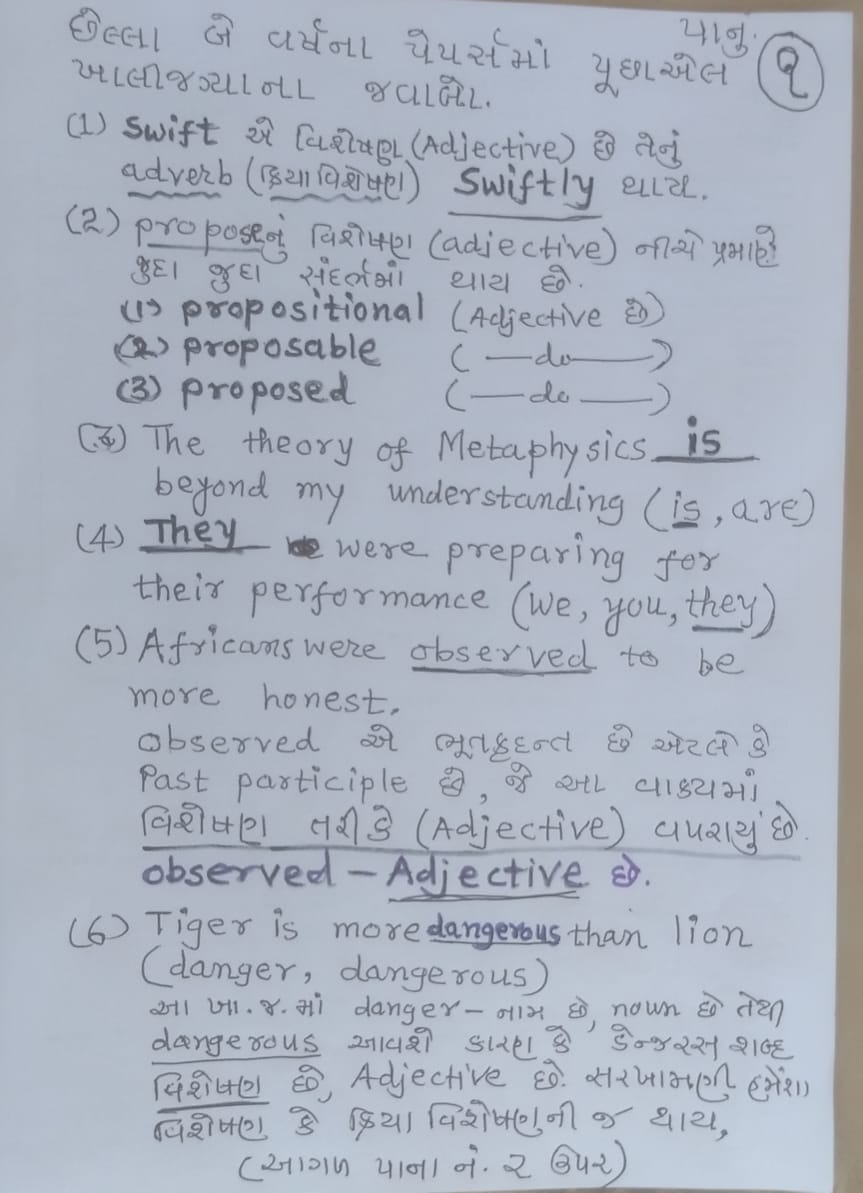 છેલ્લા બે વર્ષના પેપર્સમાં પૂછાએલ પાનુ. ૧
ખાલીજગ્યાના જવાબો.
(1) Swift એ વિશેષણ (Adjective) છે તેનું
adverb (ક્રિયાવિશેષણ) Swiftly થાય.
(2) proposeનું વિશેષણ (adjective) નીચે પ્રમાણે
જુદા જુદા સંદર્ભમાં થાય છે.
(1) propositional (Adjective છે)
(2) proposable (—do—)
(3) proposed (—do—)
(3) The theory of Metaphysics is
beyond my understanding (is, are)
(4) They were preparing for
their performance (we, you, they)
(5) Africans were observed to be
more honest.
observed એ ભૂતકૃદન્ત છે એટલે કે
Past participle છે, જે આ વાક્યમાં
વિશેષણ તરીકે (Adjective) વપરાયું છે.
observed – Adjective છે.
(6) Tiger is more dangerous than lion
(danger, dangerous)
આ ખા. જ. માં danger – નામ છે, noun છે તેથી
dangerous આવશે કારણ કે ડેન્જરસ શબ્દ
વિશેષણ છે, Adjective છે. સરખામણી હમેંશા
વિશેષણ કે ક્રિયા વિશેષણની જ થાય,
(આગળ પાના નં. ૨ ઉપર)